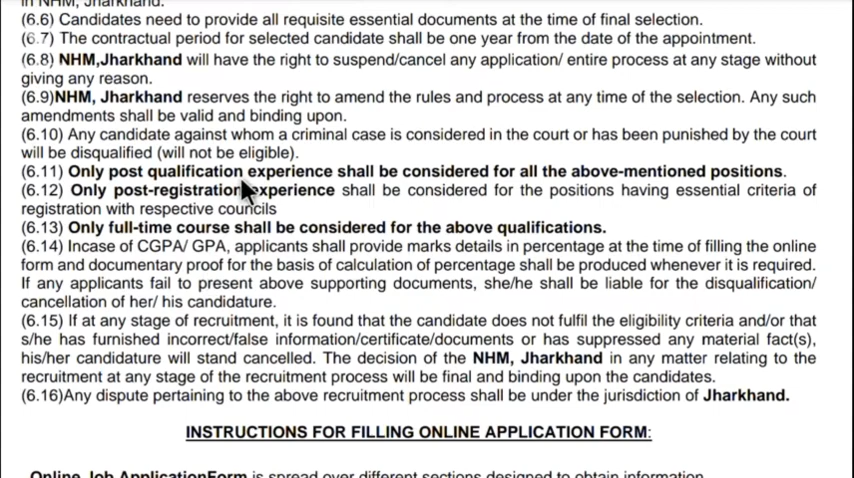 in NHM, Jharkhand.
(6.6) Candidates need to provide all requisite essential documents at the time of final selection.
(6.7) The contractual period for selected candidate shall be one year from the date of the appointment.
(6.8) NHM,Jharkhand will have the right to suspend/cancel any application/ entire process at any stage without
giving any reason.
(6.9)NHM, Jharkhand reserves the right to amend the rules and process at any time of the selection. Any such
amendments shall be valid and binding upon.
(6.10) Any candidate against whom a criminal case is considered in the court or has been punished by the court
will be disqualified (will not be eligible).
(6.11) Only post qualification experience shall be considered for all the above-mentioned positions.
(6.12) Only post-registration experience shall be considered for the positions having essential criteria of
registration with respective councils
(6.13) Only full-time course shall be considered for the above qualifications.
(6.14) Incase of CGPA/ GPA, applicants shall provide marks details in percentage at the time of filling the online
form and documentary proof for the basis of calculation of percentage shall be produced whenever it is required.
If any applicants fail to present above supporting documents, she/he shall be liable for the disqualification/
cancellation of her/ his candidature.
(6.15) If at any stage of recruitment, it is found that the candidate does not fulfil the eligibility criteria and/or that
s/he has furnished incorrect/false information/certificate/documents or has suppressed any material fact(s),
his/her candidature will stand cancelled. The decision of the NHM, Jharkhand in any matter relating to the
recruitment at any stage of the recruitment process will be final and binding upon the candidates.
(6.16)Any dispute pertaining to the above recruitment process shall be under the jurisdiction of Jharkhand.
INSTRUCTIONS FOR FILLING ONLINE APPLICATION FORM:
Online Job ApplicationForm is spread over different sections designed to obtain information